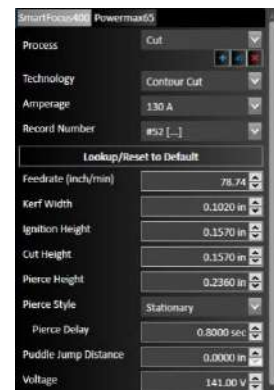 SmartFocus400 Powermax65
Process Cut
Technology Contour Cut
Amperage 130 A
Record Number #52 [...]
Lookup/Reset to Default
Feedrate (inch/min) 78.74
Kerf Width 0.1020 in
Ignition Height 0.1570 in
Cut Height 0.1570 in
Pierce Height 0.2360 in
Pierce Style Stationary
Pierce Delay 0.8000 sec
Puddle Jump Distance 0.0000 in
Voltage 141.00 V